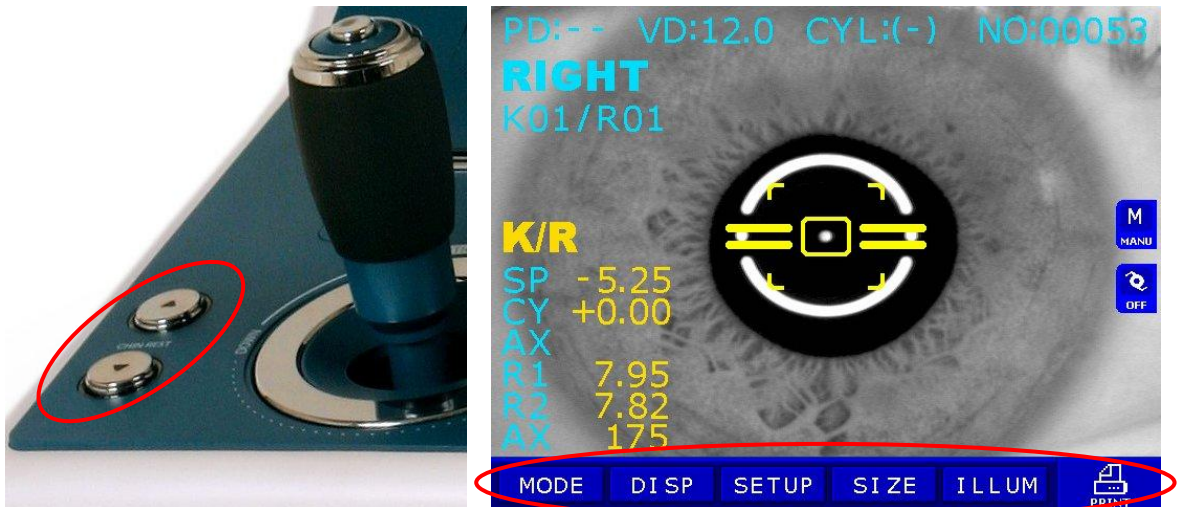 CHIN REST
DOWN
PD:-- VD:12.0 CYL:(-) NO:00053
RIGHT
K01/R01
K/R
SP -5.25
CY +0.00
AX
R1 7.95
R2 7.82
AX 175
M
MANU
OFF
MODE DISP SETUP SIZE ILLUM PRINT